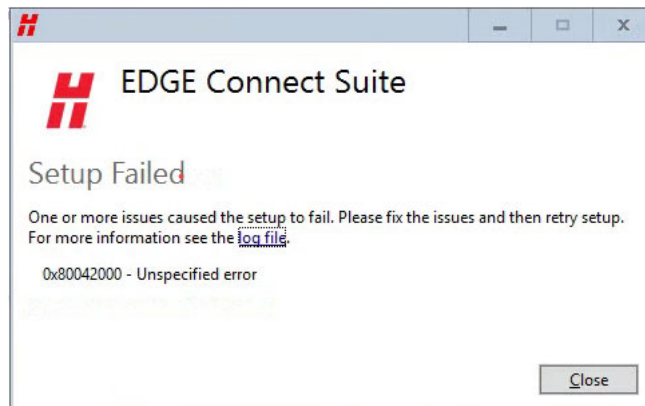 EDGE Connect Suite
Setup Failed
One or more issues caused the setup to fail. Please fix the issues and then retry setup.
For more information see the log file.
0x80042000 - Unspecified error
Close